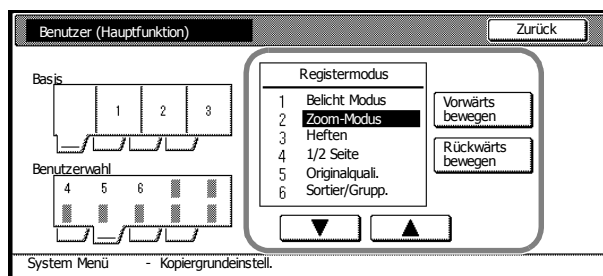 Benutzer (Hauptfunktion)
Zurück
Basis
1 2 3
Benutzerwahl
4 5 6
Registermodus
1 Belicht Modus
2 Zoom-Modus
3 Heften
4 1/2 Seite
5 Originalquali.
6 Sortier/Grupp.
Vorwärts
bewegen
Rückwärts
bewegen
System Menü - Kopiergrundeinstell.